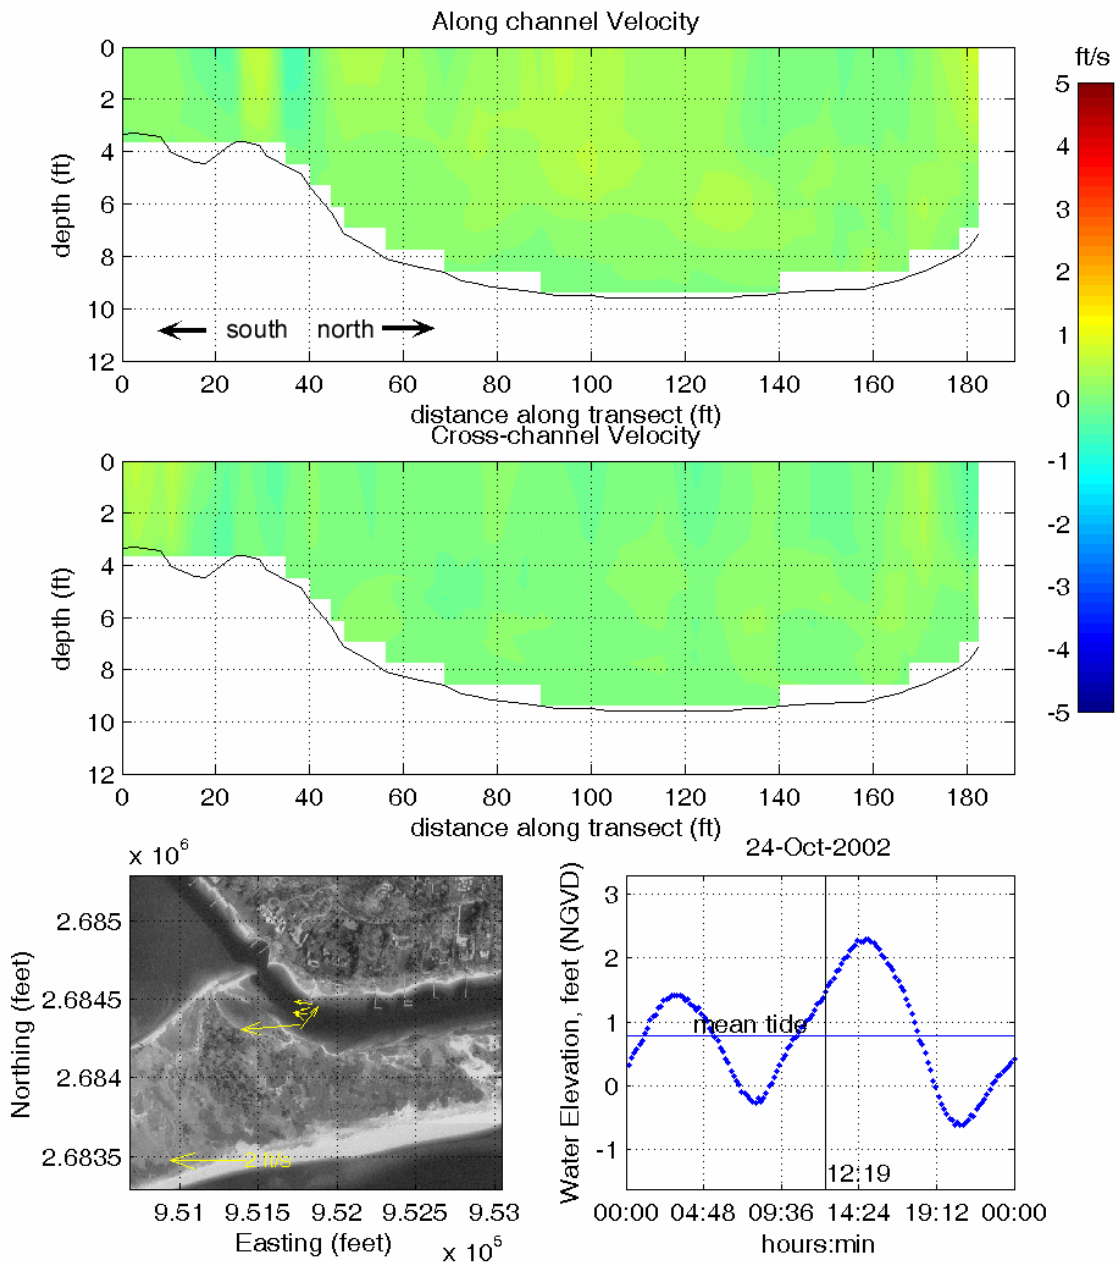 Along channel Velocity
ft/s
0
2
4
6
8
10
12
depth (ft)
south north
0 20 40 60 80 100 120 140 160 180
distance along transect (ft)
5
4
3
2
1
0
-1
-2
-3
-4
-5
Cross-channel Velocity
0
2
4
6
8
10
12
depth (ft)
0 20 40 60 80 100 120 140 160 180
distance along transect (ft)
x 10⁶
2.685
2.6845
2.684
2.6835
Northing (feet)
2 ft/s
9.51 9.515 9.52 9.525 9.53
Easting (feet)
x 10⁵
24-Oct-2002
3
2
1
0
-1
Water Elevation, feet (NGVD)
mean tide
12:19
00:00 04:48 09:36 14:24 19:12 00:00
hours:min